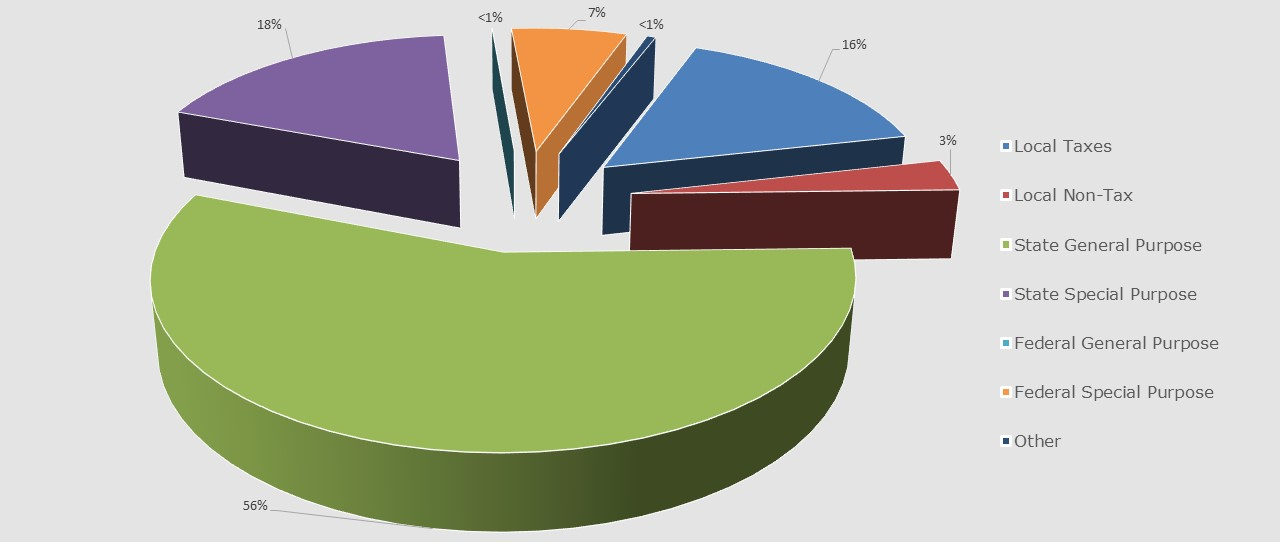 <1%
7%
<1%
18%
16%
3%
Local Taxes
Local Non-Tax
State General Purpose
State Special Purpose
Federal General Purpose
Federal Special Purpose
Other
56%